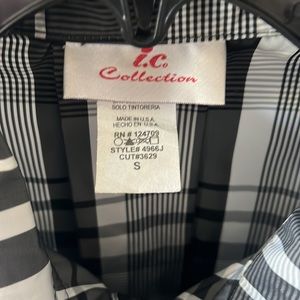 i.c.
Collection
SOLO TINTORERIA
MADE IN U.S.A.
HECHO EN U.S.A.
RN # 124709
STYLE# 4966J
CUT#3629
S